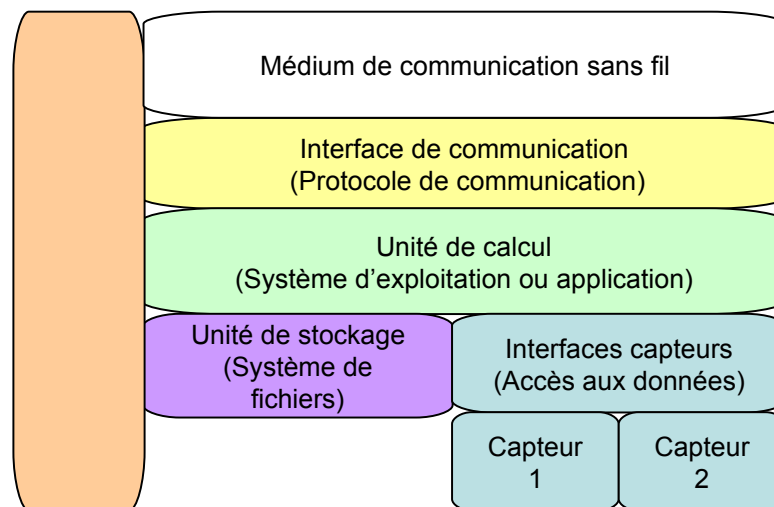 Médium de communication sans fil
Interface de communication
(Protocole de communication)
Unité de calcul
(Système d'exploitation ou application)
Unité de stockage
(Système de
fichiers)
Interfaces capteurs
(Accès aux données)
Capteur
1
Capteur
2